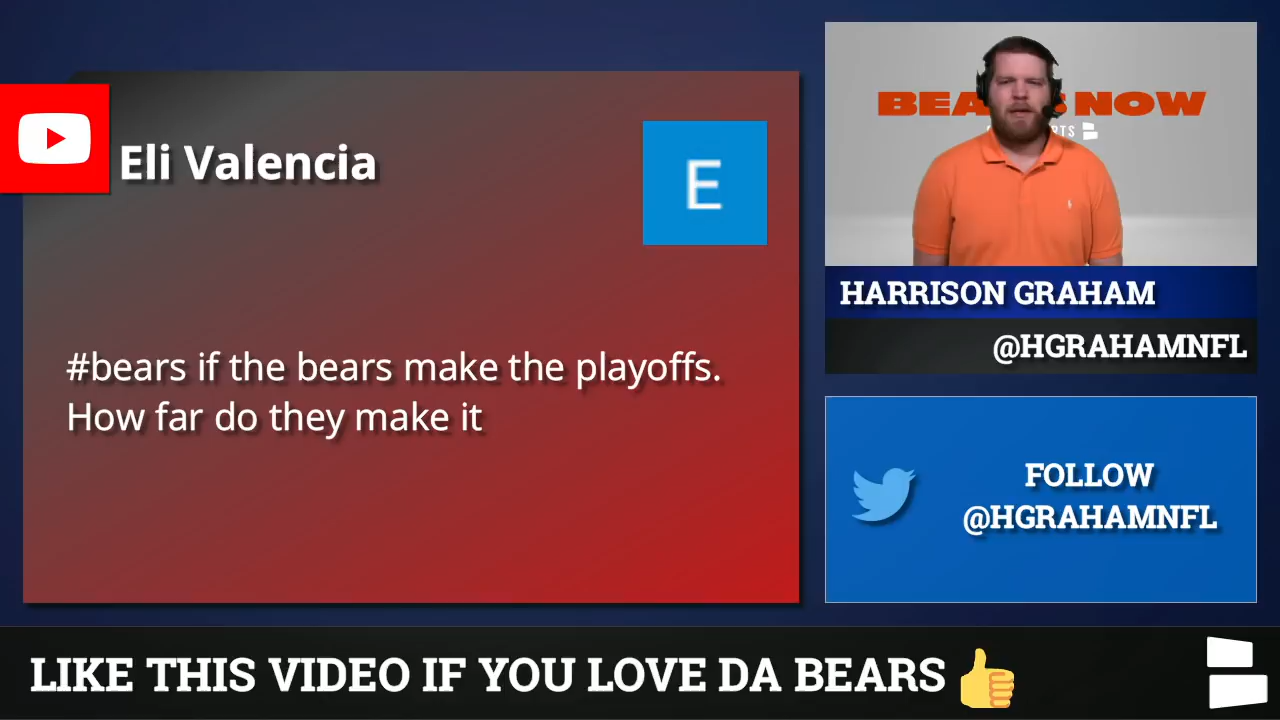 Eli Valencia
E
#bears if the bears make the playoffs.
How far do they make it
HARRISON GRAHAM
@HGRAHAMNFL
FOLLOW
@HGRAHAMNFL
LIKE THIS VIDEO IF YOU LOVE DA BEARS